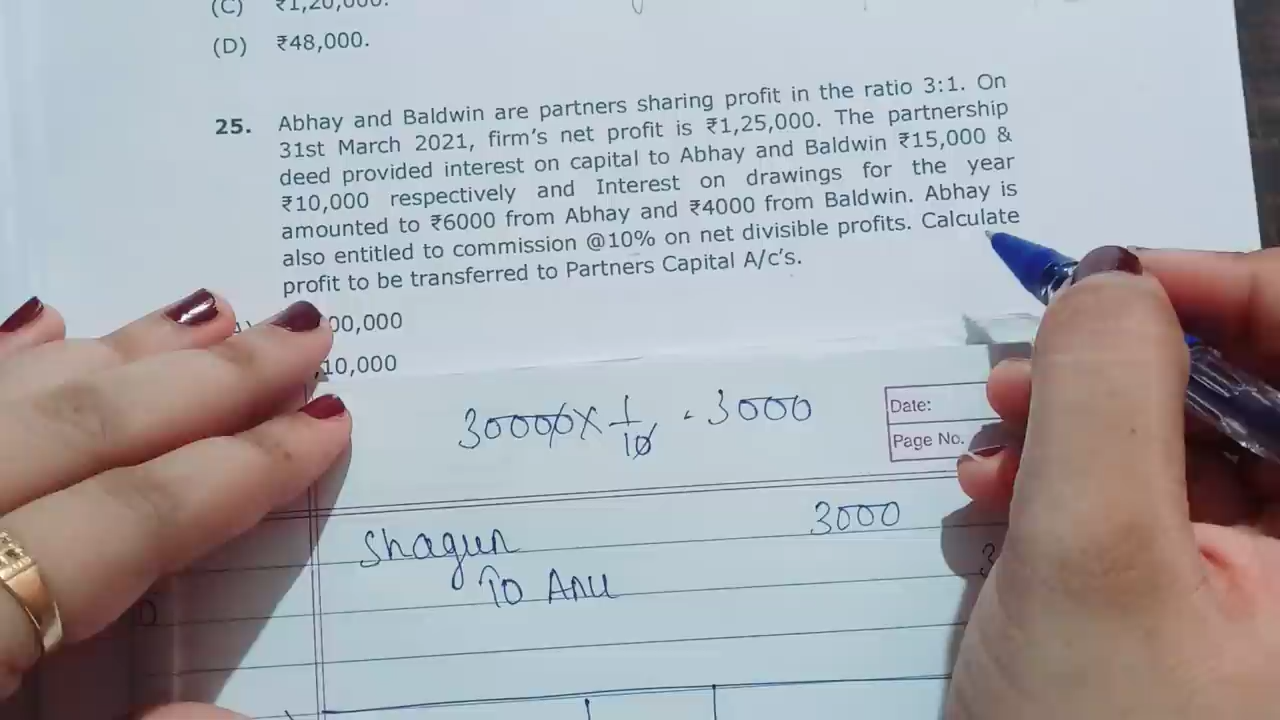 (C) ₹1,20,000.
(D) ₹48,000.
25. Abhay and Baldwin are partners sharing profit in the ratio 3:1. On
31st March 2021, firm's net profit is ₹1,25,000. The partnership
deed provided interest on capital to Abhay and Baldwin ₹15,000 &
₹10,000 respectively and Interest on drawings for the year
amounted to ₹6000 from Abhay and ₹4000 from Baldwin. Abhay is
also entitled to commission @10% on net divisible profits. Calculate
profit to be transferred to Partners Capital A/c's.
00,000
10,000
30000 x 1/10 = 3000
Date:
Page No.
Shagun 3000
To Anu